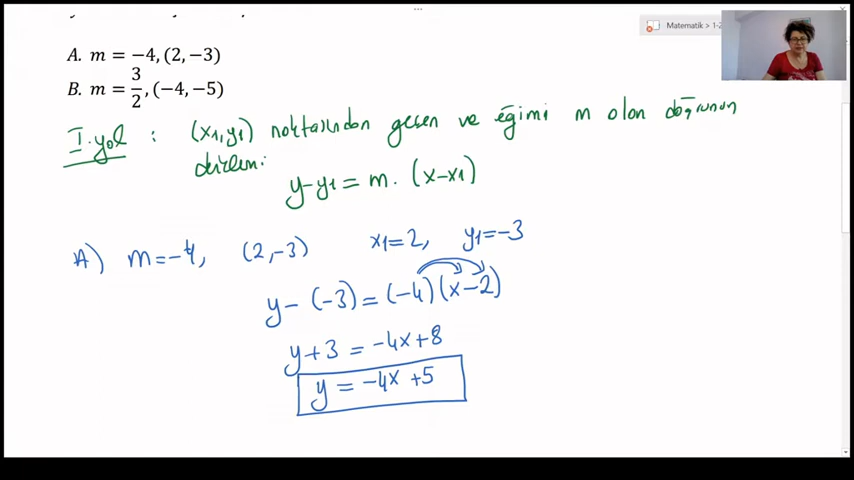 Matematik > 1-2
A. m = −4, (2, −3)
B. m = 3/2, (−4, −5)
I. yol : (x1, y1) noktasından geçen ve eğimi m olan doğrunun
denklemi:
y−y1 = m. (x−x1)
A) m=−4, (2,−3) x1=2, y1=−3
y− (−3) = (−4)(x−2)
y+3 = −4x+8
y = −4x +5